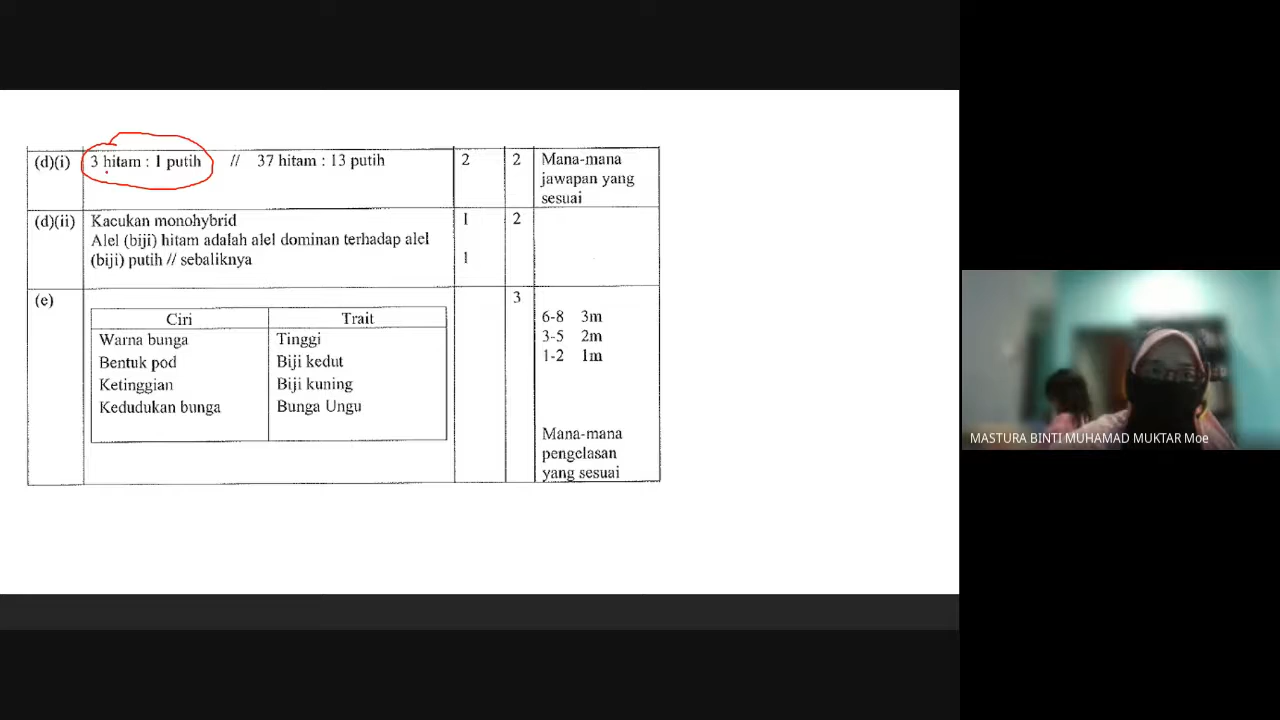 (d)(i) 3 hitam : 1 putih // 37 hitam : 13 putih 2 2 Mana-mana
jawapan yang
sesuai
(d)(ii) Kacukan monohybrid 1 2
Alel (biji) hitam adalah alel dominan terhadap alel
(biji) putih // sebaliknya 1
(e) 3
Ciri Trait
Warna bunga Tinggi
Bentuk pod Biji kedut
Ketinggian Biji kuning
Kedudukan bunga Bunga Ungu
6-8 3m
3-5 2m
1-2 1m
Mana-mana
pengelasan
yang sesuai
MASTURA BINTI MUHAMAD MUKTAR Moe